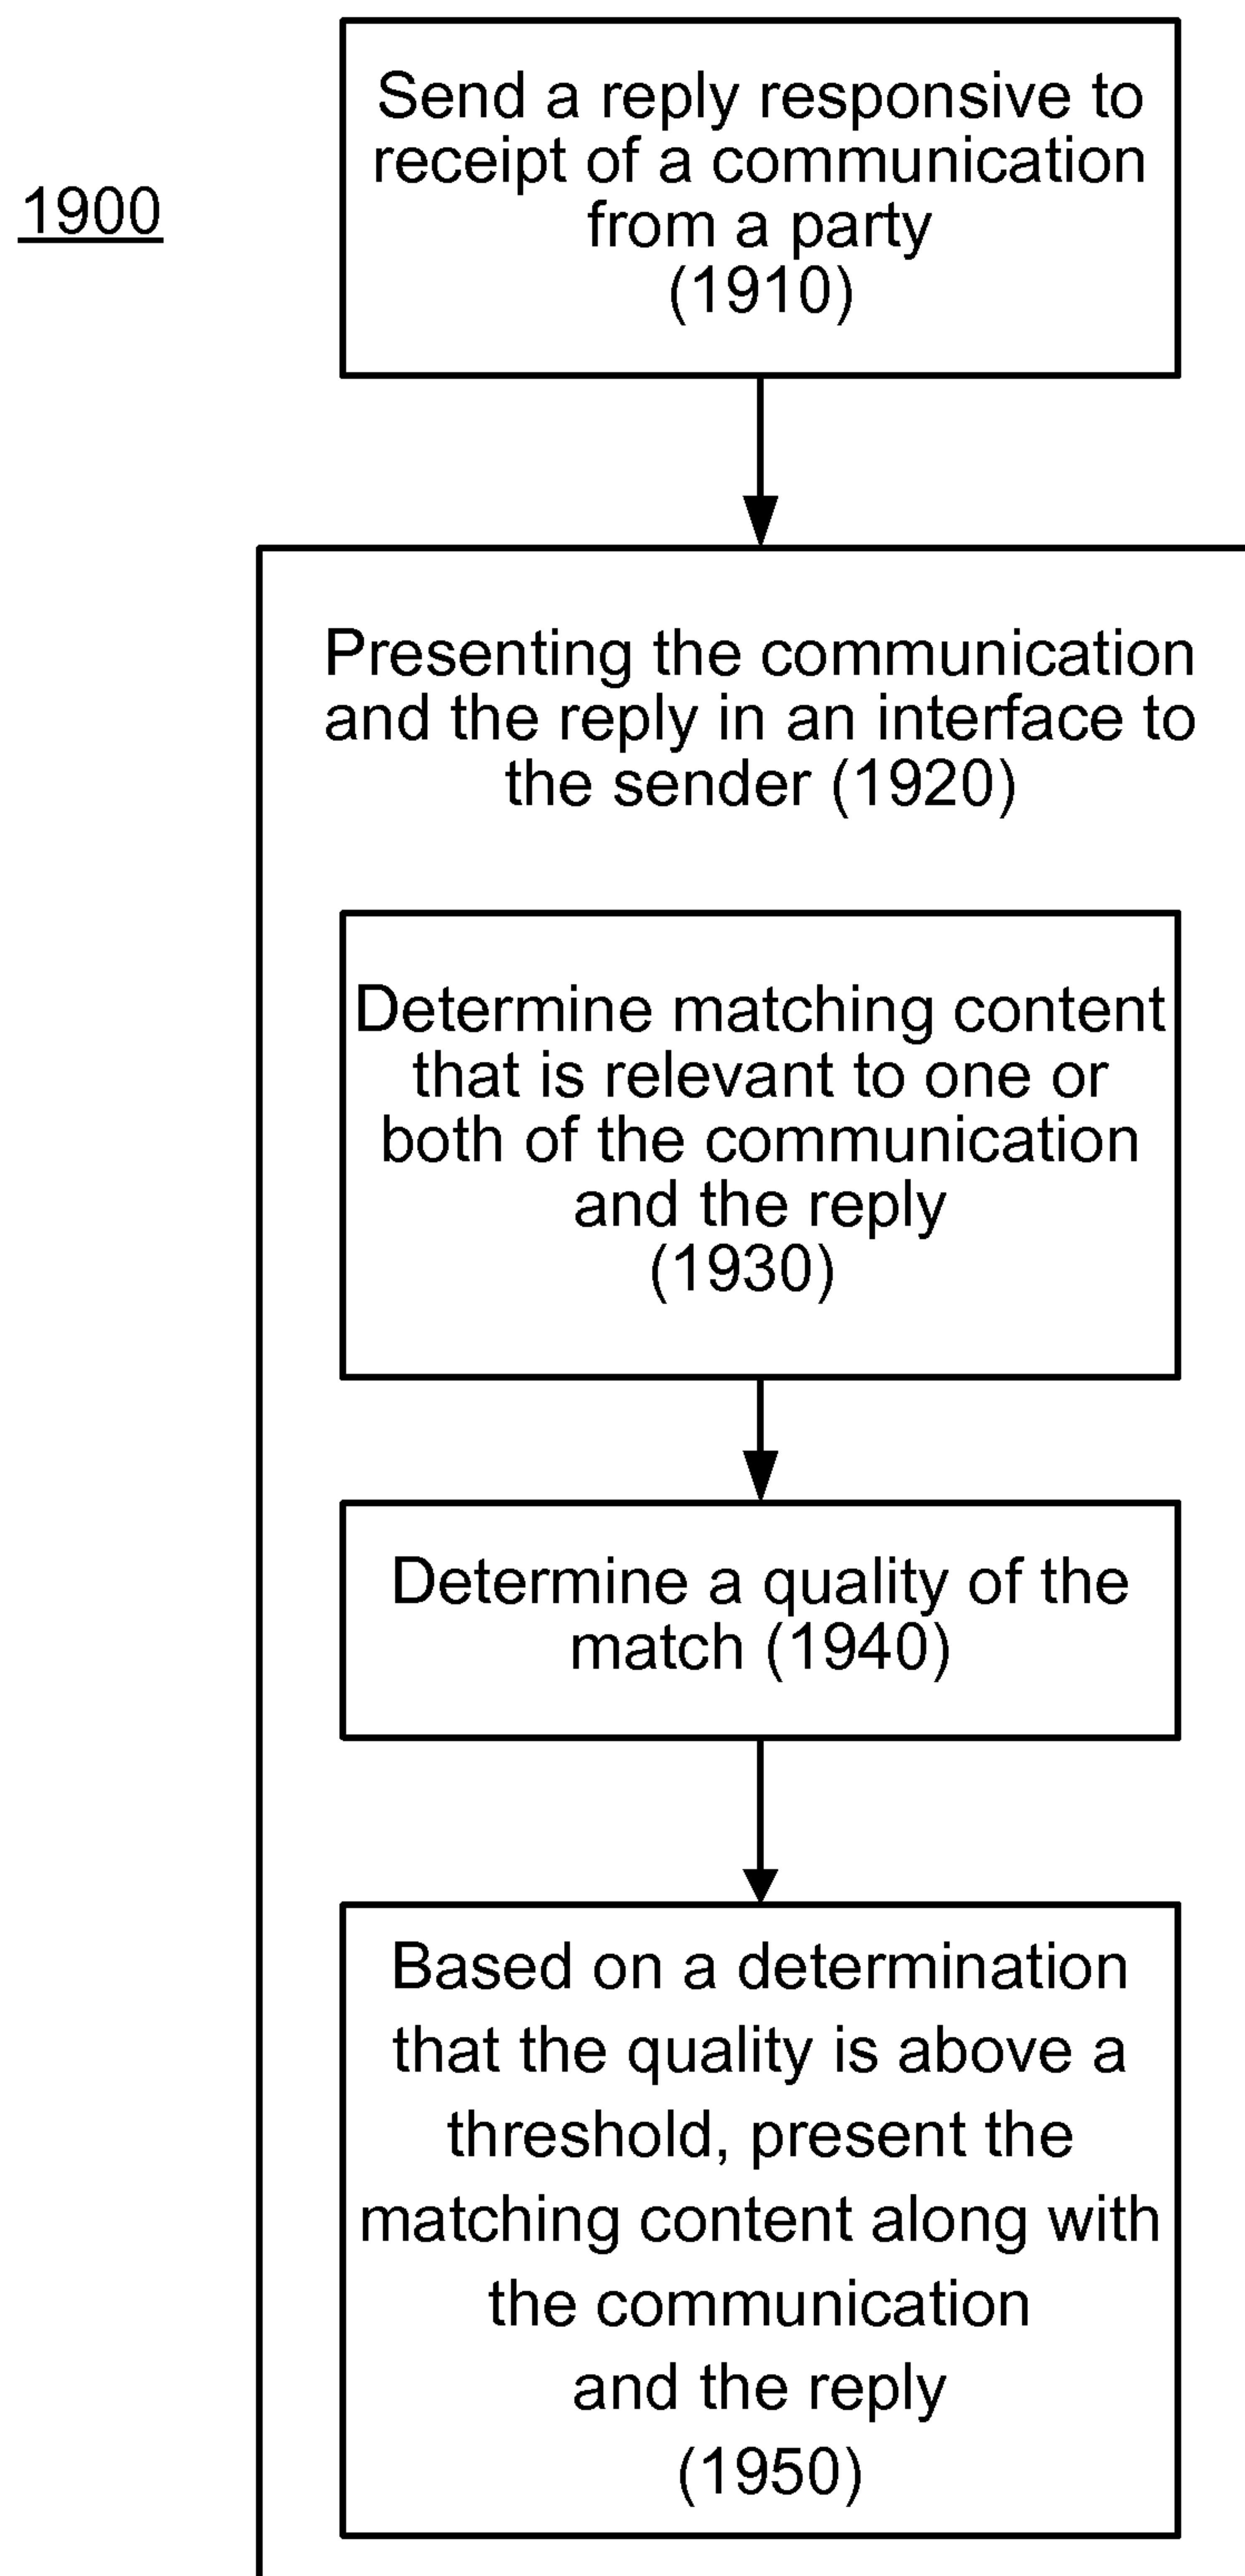 1900
Send a reply responsive to
receipt of a communication
from a party
(1910)
Presenting the communication
and the reply in an interface to
the sender (1920)
Determine matching content
that is relevant to one or
both of the communication
and the reply
(1930)
Determine a quality of the
match (1940)
Based on a determination
that the quality is above a
threshold, present the
matching content along with
the communication
and the reply
(1950)